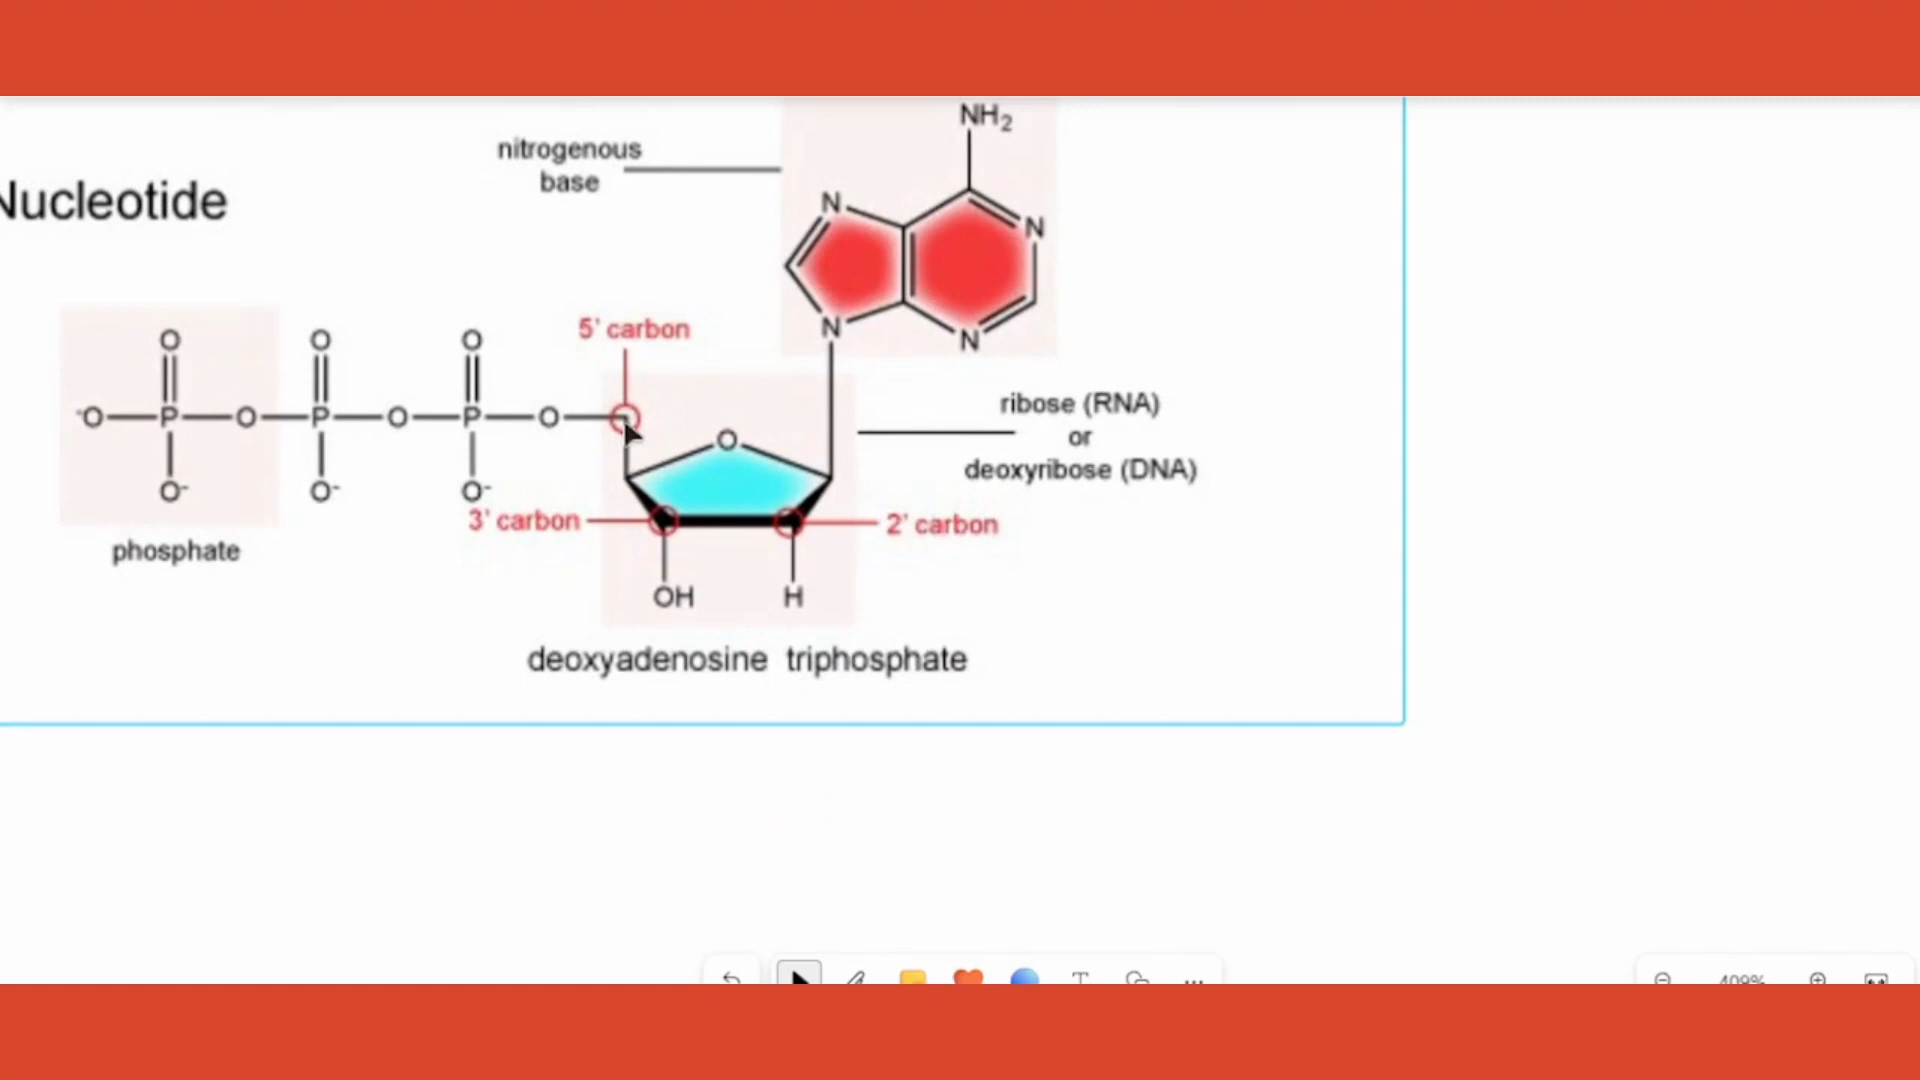 NH2
nitrogenous
base
Nucleotide
N
N
N
N
5' carbon
O
O
O
-O
P
O
P
O
P
O
O
ribose (RNA)
or
deoxyribose (DNA)
O-
O-
O-
3' carbon
2' carbon
phosphate
OH
H
deoxyadenosine triphosphate
T
409%